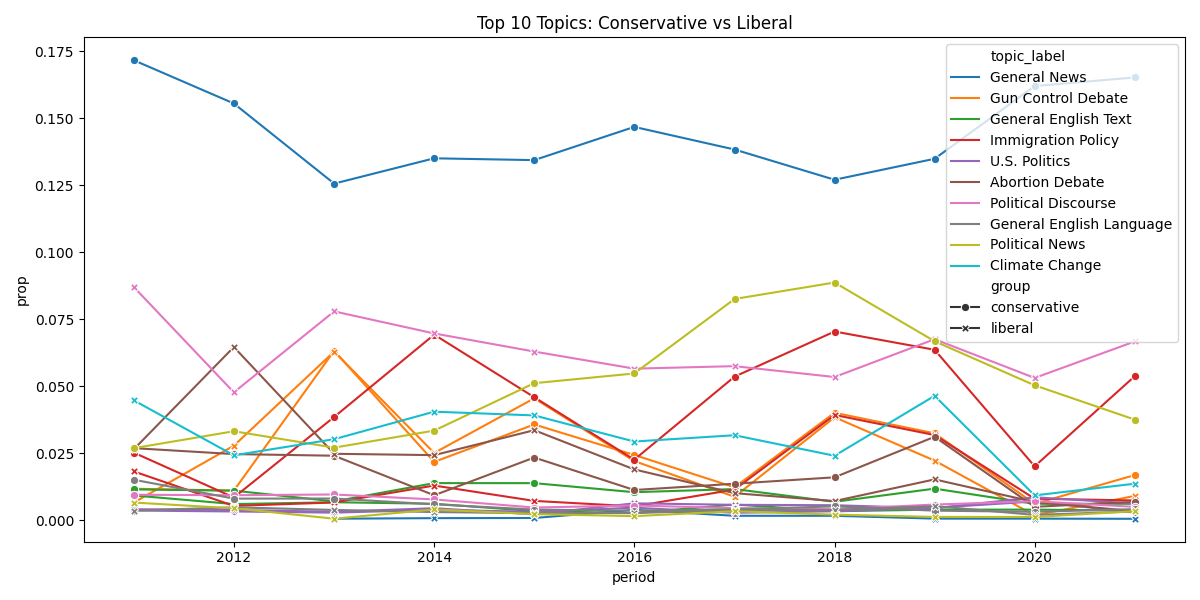 Top 10 Topics: Conservative vs Liberal
0.175
0.150
0.125
0.100
0.075
0.050
0.025
0.000
prop
topic_label
General News
Gun Control Debate
General English Text
Immigration Policy
U.S. Politics
Abortion Debate
Political Discourse
General English Language
Political News
Climate Change
group
conservative
liberal
2012
2014
2016
2018
2020
period